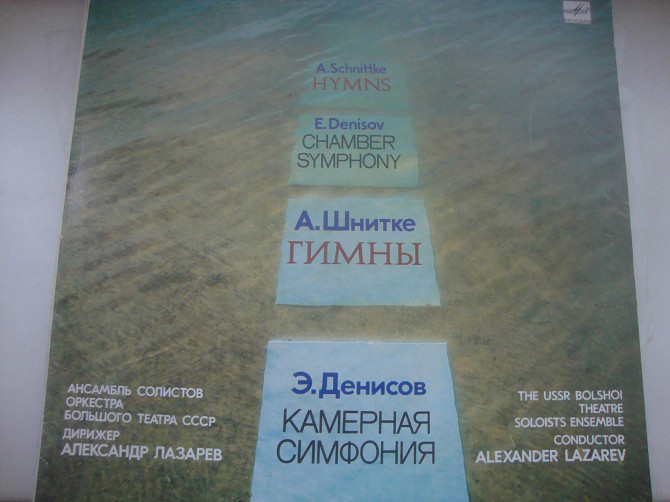 A.Schnittke
HYMNS
E.Denisov
CHAMBER
SYMPHONY
А.Шнитке
ГИМНЫ
Э.Денисов
КАМЕРНАЯ
СИМФОНИЯ
АНСАМБЛЬ СОЛИСТОВ
ОРКЕСТРА
БОЛЬШОГО ТЕАТРА СССР
ДИРИЖЕР
АЛЕКСАНДР ЛАЗАРЕВ
THE USSR BOLSHOI
THEATRE
SOLOISTS ENSEMBLE
CONDUCTOR
ALEXANDER LAZAREV